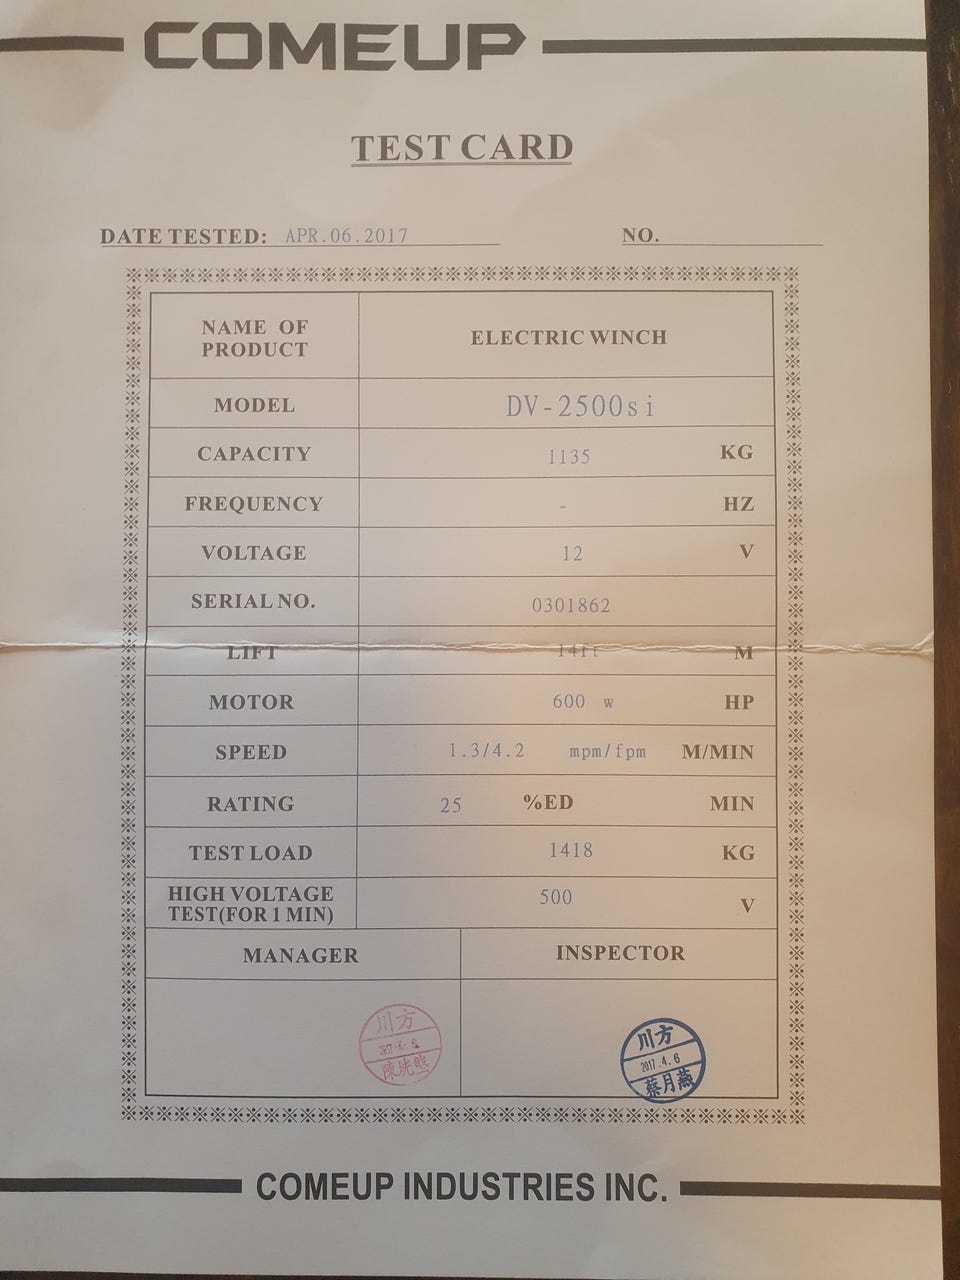 COMEUP
TEST CARD
DATE TESTED: APR.06.2017 NO.
NAME OF PRODUCT ELECTRIC WINCH
MODEL DV-2500si
CAPACITY 1135 KG
FREQUENCY - HZ
VOLTAGE 12 V
SERIAL NO. 0301862
LIFT 14ft M
MOTOR 600 w HP
SPEED 1.3/4.2 mpm/fpm M/MIN
RATING 25 %ED MIN
TEST LOAD 1418 KG
HIGH VOLTAGE TEST(FOR 1 MIN) 500 V
MANAGER INSPECTOR
川方
川方
2017.4.6
蔡月燕
COMEUP INDUSTRIES INC.